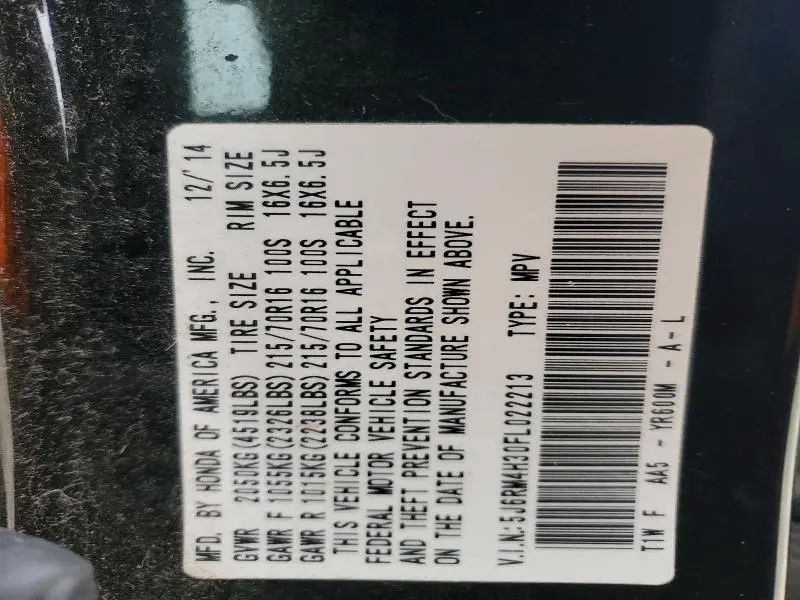 MFD. BY HONDA OF AMERICA MFG., INC. 12/'14
GVWR 2050KG(4519LBS) TIRE SIZE RIM SIZE
GAWR F 1055KG(2326LBS)215/70R16 100S 16X6.5J
GAWR R 1015KG(2238LBS)215/70R16 100S 16X6.5J
THIS VEHICLE CONFORMS TO ALL APPLICABLE
FEDERAL MOTOR VEHICLE SAFETY
AND THEFT PREVENTION STANDARDS IN EFFECT
ON THE DATE OF MANUFACTURE SHOWN ABOVE.
V.I.N.:5J6RM4H30FL022213 TYPE: MPV
T1W F AA5 - YR600M - A-L